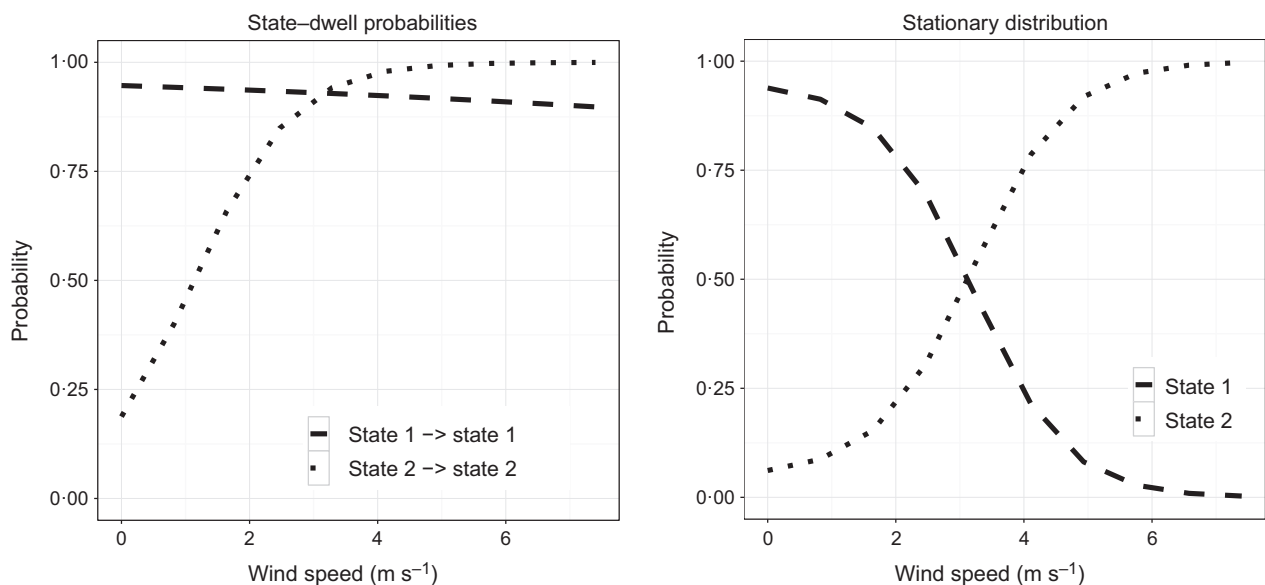 State–dwell probabilities
1·00
0·75
0·50
0·25
0·00
Probability
State 1 −> state 1
State 2 −> state 2
0
2
4
6
Wind speed (m s⁻¹)
Stationary distribution
1·00
0·75
0·50
0·25
0·00
Probability
State 1
State 2
0
2
4
6
Wind speed (m s⁻¹)